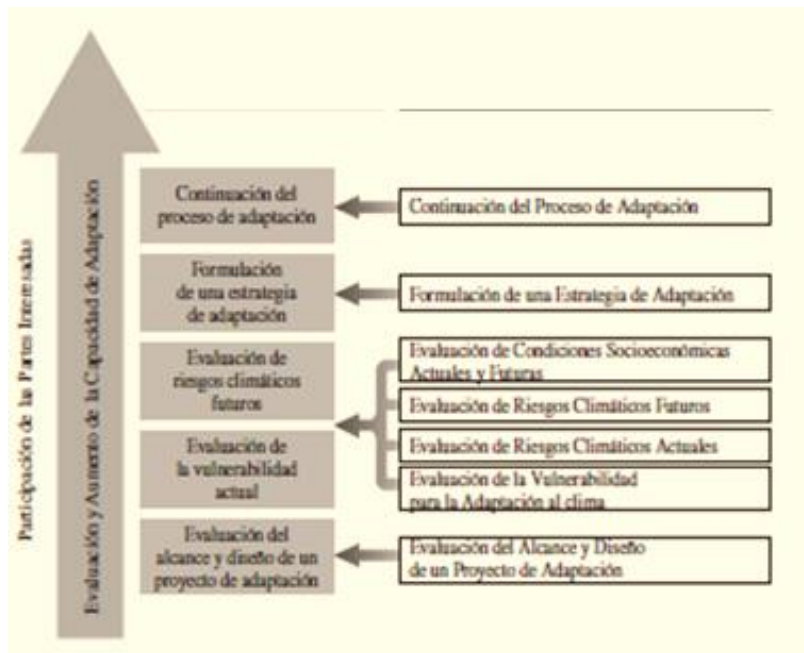 Participación de las Partes Interesadas
Evaluación y Aumento de la Capacidad de Adaptación
Continuación del
proceso de adaptación
Formulación
de una estrategia
de adaptación
Evaluación de
riesgos climáticos
futuros
Evaluación de
la vulnerabilidad
actual
Evaluación del
alcance y diseño de un
proyecto de adaptación
Continuación del Proceso de Adaptación
Formulación de una Estrategia de Adaptación
Evaluación de Condiciones Socioeconómicas
Actuales y Futuras
Evaluación de Riesgos Climáticos Futuros
Evaluación de Riesgos Climáticos Actuales
Evaluación de la Vulnerabilidad
para la Adaptación al clima
Evaluación del Alcance y Diseño
de un Proyecto de Adaptación